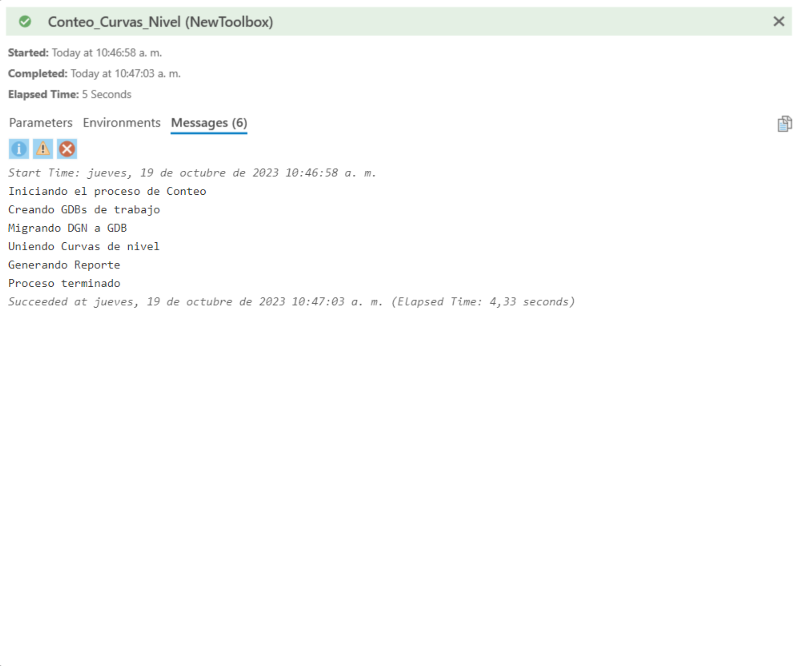 Conteo_Curvas_Nivel (NewToolbox)
Started: Today at 10:46:58 a. m.
Completed: Today at 10:47:03 a. m.
Elapsed Time: 5 Seconds
Parameters Environments Messages (6)
Start Time: jueves, 19 de octubre de 2023 10:46:58 a. m.
Iniciando el proceso de Conteo
Creando GDBs de trabajo
Migrando DGN a GDB
Uniendo Curvas de nivel
Generando Reporte
Proceso terminado
Succeeded at jueves, 19 de octubre de 2023 10:47:03 a. m. (Elapsed Time: 4,33 seconds)